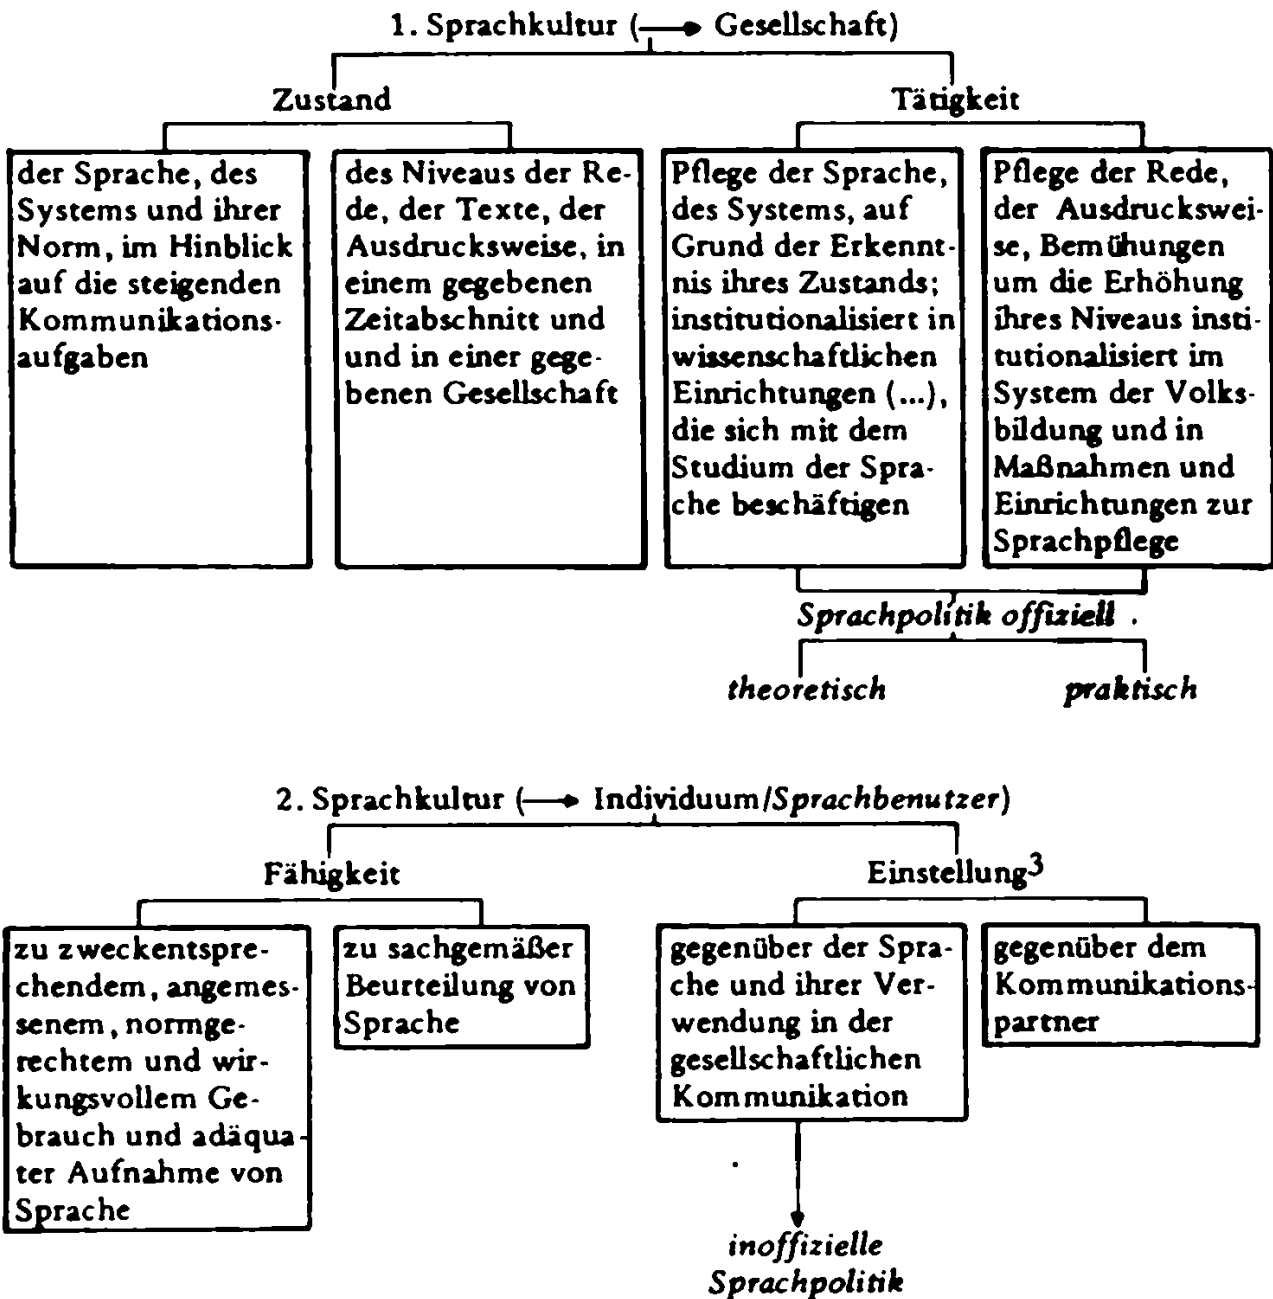 1. Sprachkultur (⟶ Gesellschaft)
Zustand
Tätigkeit
der Sprache, des
Systems und ihrer
Norm, im Hinblick
auf die steigenden
Kommunikations-
aufgaben
des Niveaus der Re-
de, der Texte, der
Ausdrucksweise, in
einem gegebenen
Zeitabschnitt und
und in einer gege-
benen Gesellschaft
Pflege der Sprache,
des Systems, auf
Grund der Erkennt-
nis ihres Zustands;
institutionalisiert in
wissenschaftlichen
Einrichtungen (...),
die sich mit dem
Studium der Spra-
che beschäftigen
Pflege der Rede,
der Ausdruckswei-
se, Bemühungen
um die Erhöhung
ihres Niveaus insti-
tutionalisiert im
System der Volks-
bildung und in
Maßnahmen und
Einrichtungen zur
Sprachpflege
Sprachpolitik offiziell .
theoretisch
praktisch
2. Sprachkultur (⟶ Individuum/Sprachbenutzer)
Fähigkeit
Einstellung3
zu zweckentspre-
chendem, angemes-
senem, normge-
rechtem und wir-
kungsvollem Ge-
brauch und adäqua-
ter Aufnahme von
Sprache
zu sachgemäßer
Beurteilung von
Sprache
gegenüber der Spra-
che und ihrer Ver-
wendung in der
gesellschaftlichen
Kommunikation
gegenüber dem
Kommunikations-
partner
inoffizielle
Sprachpolitik